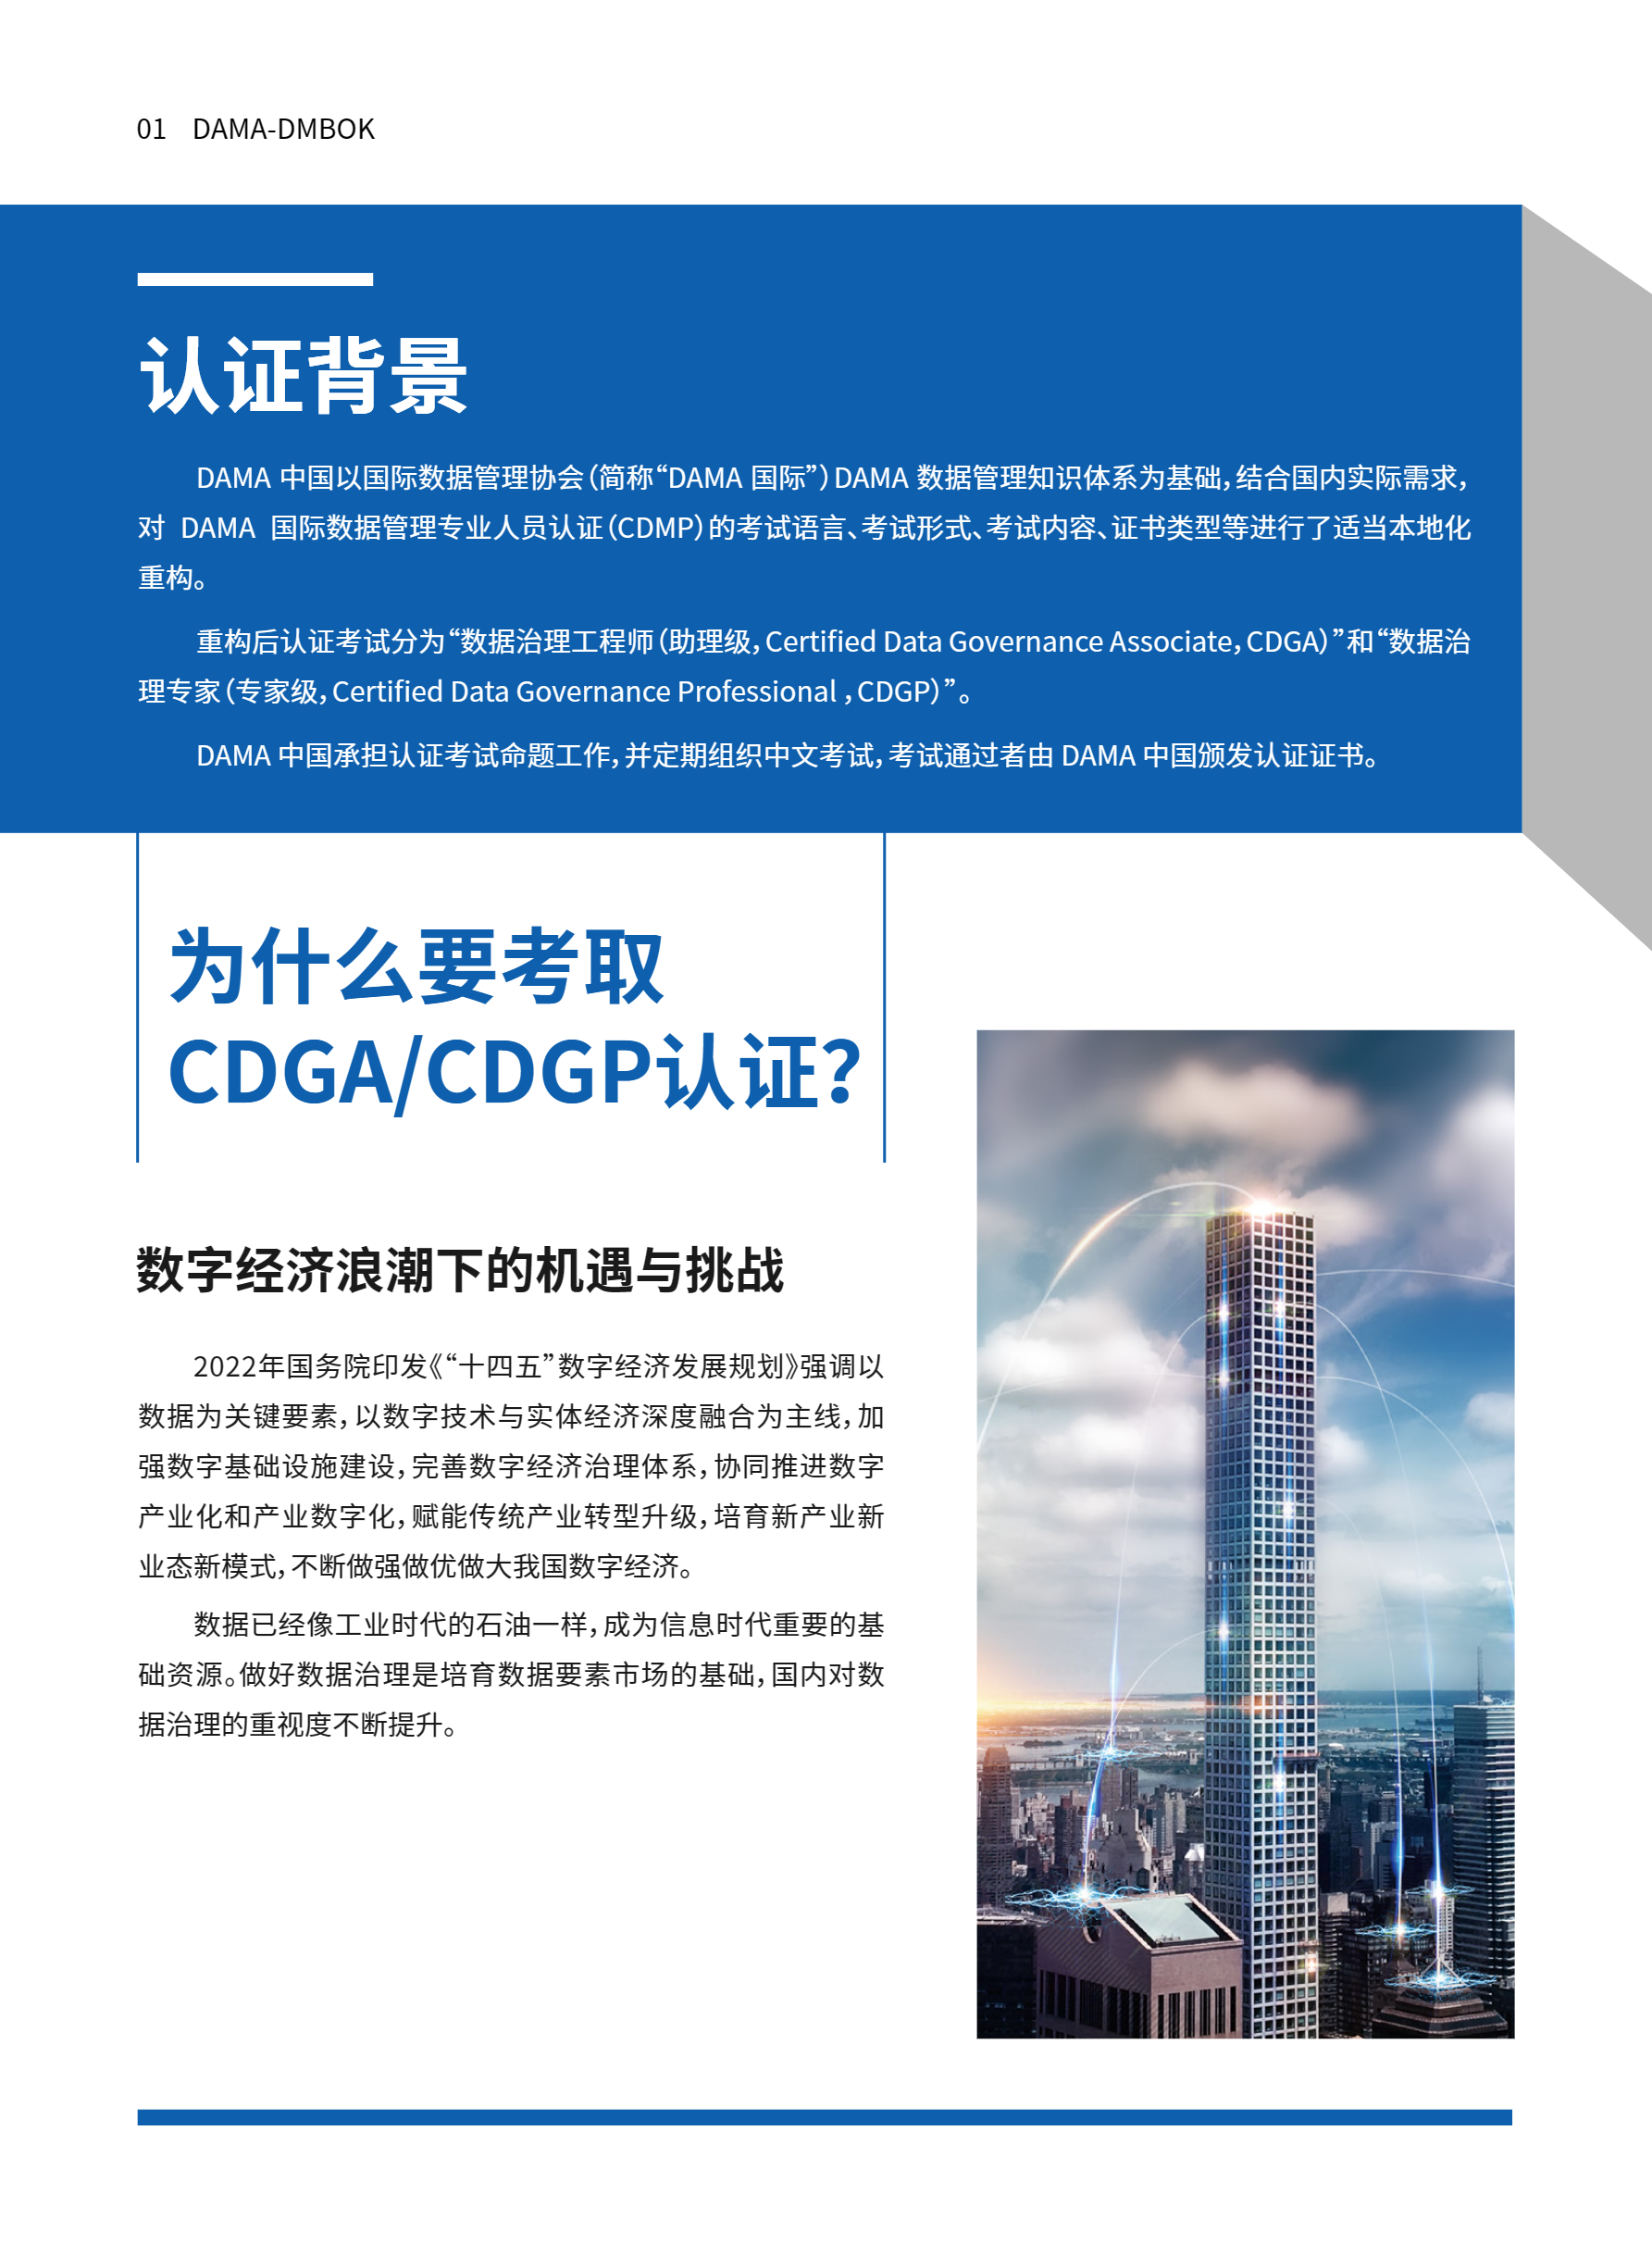 01 DAMA-DMBOK
认证背景
DAMA 中国以国际数据管理协会（简称“DAMA 国际”）DAMA 数据管理知识体系为基础，结合国内实际需求，
对 DAMA 国际数据管理专业人员认证（CDMP）的考试语言、考试形式、考试内容、证书类型等进行了适当本地化
重构。
重构后认证考试分为“数据治理工程师（助理级，Certified Data Governance Associate，CDGA）”和“数据治
理专家（专家级，Certified Data Governance Professional ，CDGP）”。
DAMA 中国承担认证考试命题工作，并定期组织中文考试，考试通过者由 DAMA 中国颁发认证证书。
为什么要考取
CDGA/CDGP认证？
数字经济浪潮下的机遇与挑战
2022年国务院印发《“十四五”数字经济发展规划》强调以
数据为关键要素，以数字技术与实体经济深度融合为主线，加
强数字基础设施建设，完善数字经济治理体系，协同推进数字
产业化和产业数字化，赋能传统产业转型升级，培育新产业新
业态新模式，不断做强做优做大我国数字经济。
数据已经像工业时代的石油一样，成为信息时代重要的基
础资源。做好数据治理是培育数据要素市场的基础，国内对数
据治理的重视度不断提升。